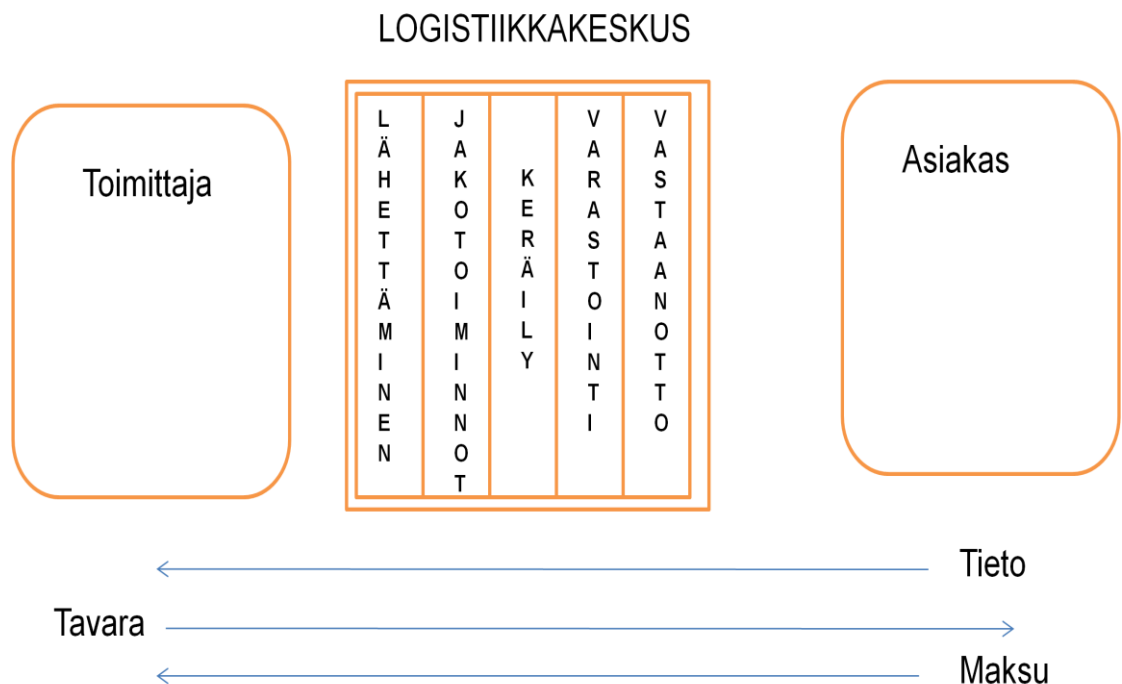 LOGISTIIKKAKESKUS
Toimittaja
LÄHETTÄMINEN
JAKOTOIMINNOT
KERÄILY
VARASTOINTI
VASTAANOTTO
Asiakas
Tieto
Tavara
Maksu